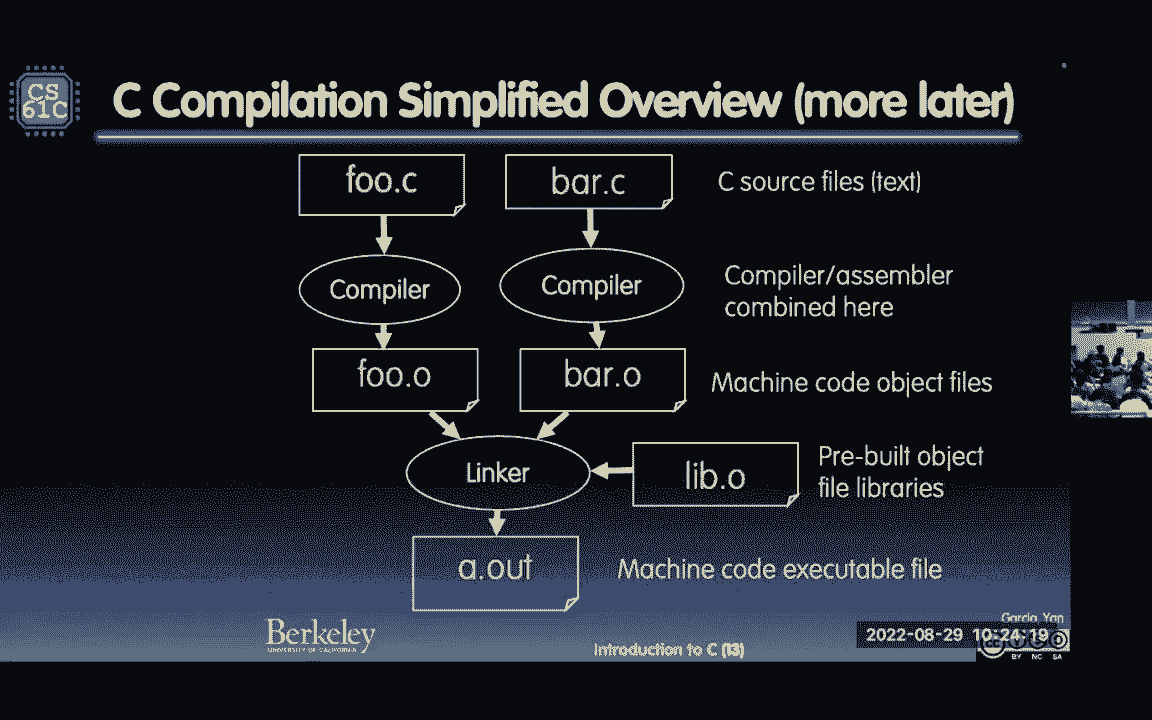 CS
61C
C Compilation Simplified Overview (more later)
foo.c
bar.c
C source files (text)
Compiler
Compiler
Compiler/assembler
combined here
foo.o
bar.o
Machine code object files
Linker
lib.o
Pre-built object
file libraries
a.out
Machine code executable file
Berkeley
UNIVERSITY OF CALIFORNIA
Introduction to C (13)
Garcia, Yan
2022-08-29 10:24:19
BY NC SA